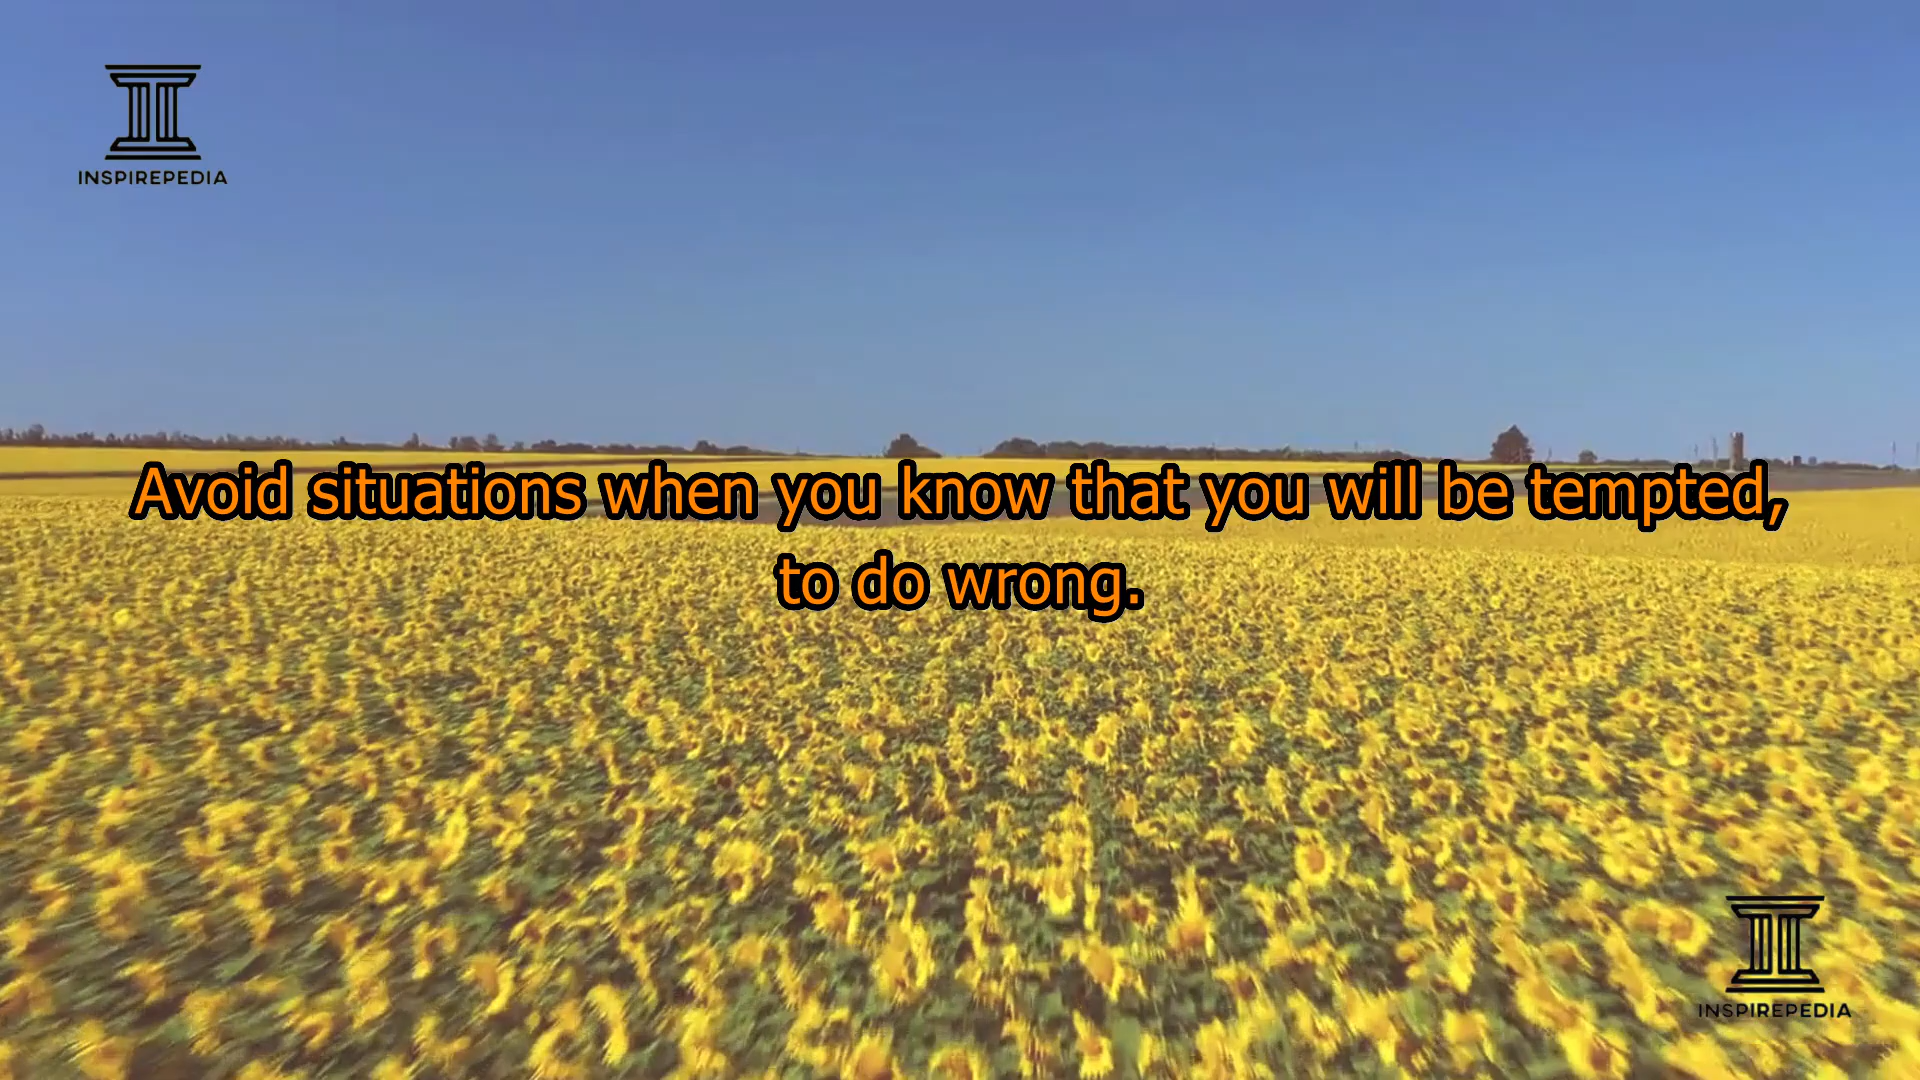 INSPIREPEDIA
Avoid situations when you know that you will be tempted,
to do wrong.
INSPIREPEDIA